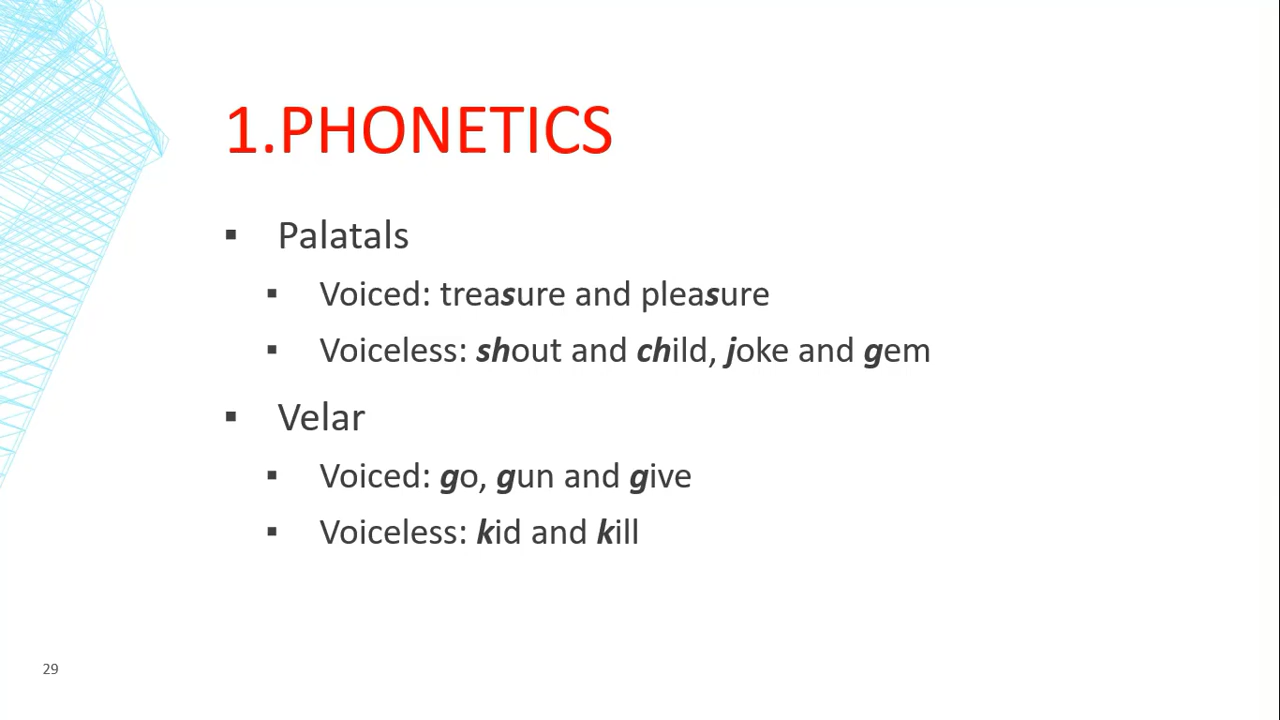 1.PHONETICS
▪ Palatals
▪ Voiced: treasure and pleasure
▪ Voiceless: shout and child, joke and gem
▪ Velar
▪ Voiced: go, gun and give
▪ Voiceless: kid and kill
29